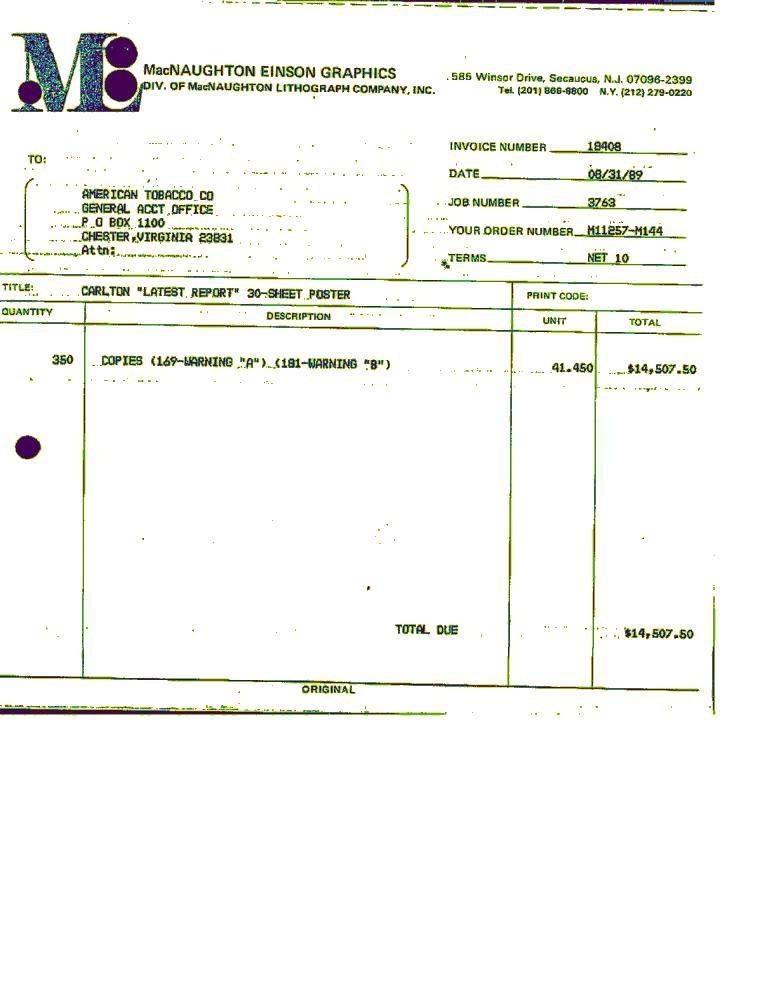 ME
MacNAUGHTON EINSON GRAPHICS
DIV. OF MacNAUGHTON LITHOGRAPH COMPANY, INC.
585 Winsor Drive, Secaucus, N.J. 07096-2399
Tel. (201) 866-8800 N.Y. (212) 279-0220
TO:
AMERICAN TOBACCO CO
GENERAL ACCT OFFICE
P O BOX 1100
CHESTER, VIRGINIA 23831
Attn:
INVOICE NUMBER 18408
DATE 08/31/89
JOB NUMBER 3763
YOUR ORDER NUMBER M11257-M144
TERMS NET 10
TITLE: CARLTON "LATEST REPORT" 30-SHEET POSTER
PRINT CODE:
QUANTITY DESCRIPTION UNIT TOTAL
350 COPIES (169-WARNING "A") (181-WARNING "B") 41.450 $14,507.50
TOTAL DUE $14,507.50
ORIGINAL